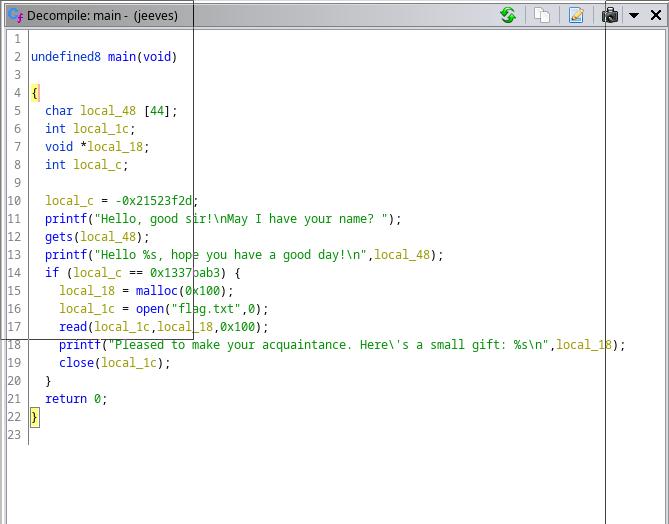 Decompile: main - (jeeves)
1
2 undefined8 main(void)
3
4 {
5 char local_48 [44];
6 int local_1c;
7 void *local_18;
8 int local_c;
9
10 local_c = -0x21523f2d;
11 printf("Hello, good sir!\nMay I have your name? ");
12 gets(local_48);
13 printf("Hello %s, hope you have a good day!\n",local_48);
14 if (local_c == 0x1337bab3) {
15 local_18 = malloc(0x100);
16 local_1c = open("flag.txt",0);
17 read(local_1c,local_18,0x100);
18 printf("Pleased to make your acquaintance. Here\'s a small gift: %s\n",local_18);
19 close(local_1c);
20 }
21 return 0;
22 }
23